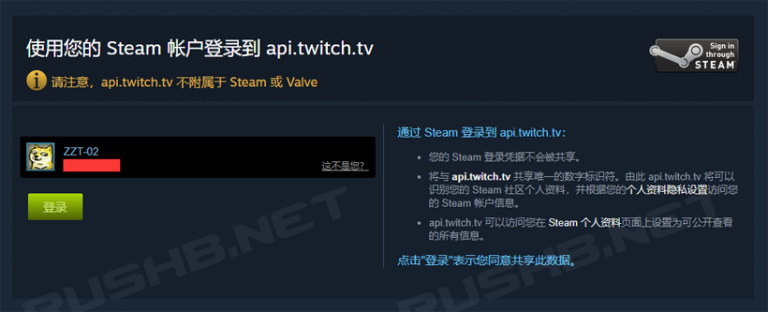 使用您的 Steam 帐户登录到 api.twitch.tv
Sign in
through
STEAM
请注意，api.twitch.tv 不附属于 Steam 或 Valve
ZZT-02
这不是您?
登录
通过 Steam 登录到 api.twitch.tv：
您的 Steam 登录凭据不会被共享。
将与 api.twitch.tv 共享唯一的数字标识符。由此 api.twitch.tv 将可以
识别您的 Steam 社区个人资料，并根据您的个人资料隐私设置访问您
的 Steam 帐户信息。
api.twitch.tv 可以访问您在 Steam 个人资料页面上设置为可公开查看
的所有信息。
点击"登录"表示您同意共享此数据。
RUSHB.NET
RUSHB.NET